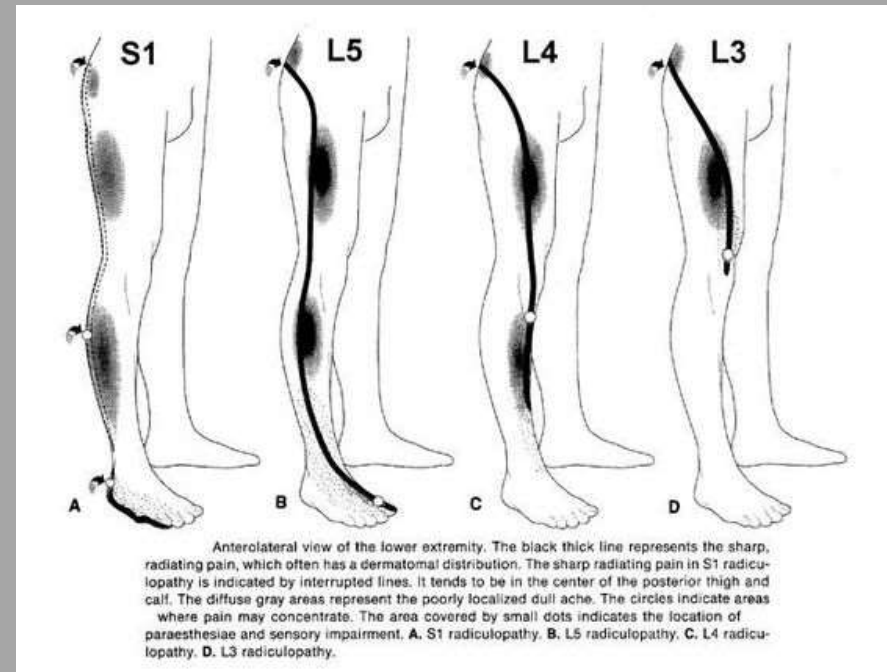 S1 L5 L4 L3
A B C D
Anterolateral view of the lower extremity. The black thick line represents the sharp,
radiating pain, which often has a dermatomal distribution. The sharp radiating pain in S1 radicu-
lopathy is indicated by interrupted lines. It tends to be in the center of the posterior thigh and
calf. The diffuse gray areas represent the poorly localized dull ache. The circles indicate areas
where pain may concentrate. The area covered by small dots indicates the location of
paraesthesiae and sensory impairment. A. S1 radiculopathy. B. L5 radiculopathy. C. L4 radicu-
lopathy. D. L3 radiculopathy.